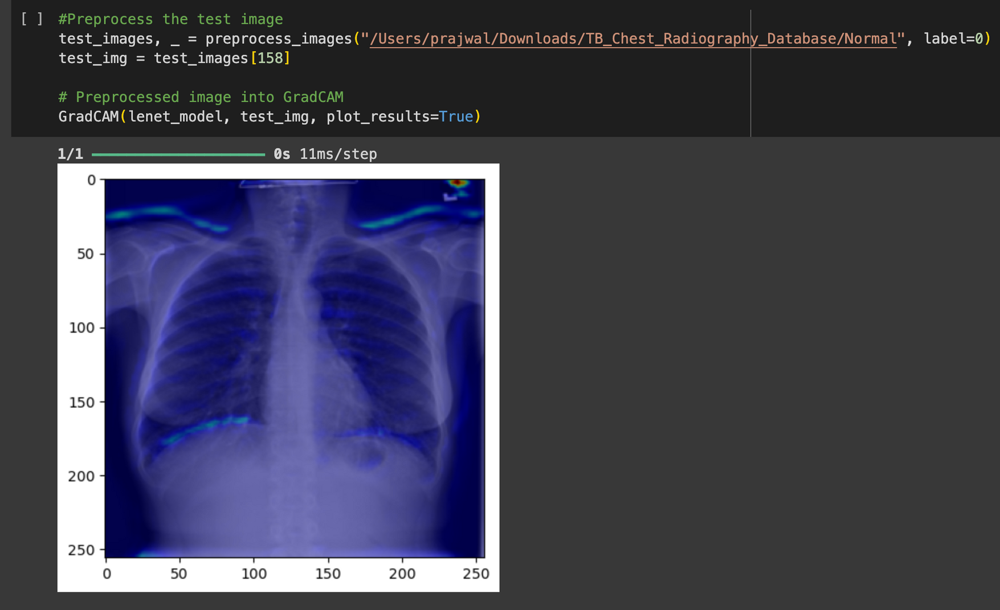 [ ] #Preprocess the test image
test_images, _ = preprocess_images("/Users/prajwal/Downloads/TB_Chest_Radiography_Database/Normal", label=0)
test_img = test_images[158]
# Preprocessed image into GradCAM
GradCAM(lenet_model, test_img, plot_results=True)
1/1 0s 11ms/step
0
L
50
100
150
200
250
0 50 100 150 200 250